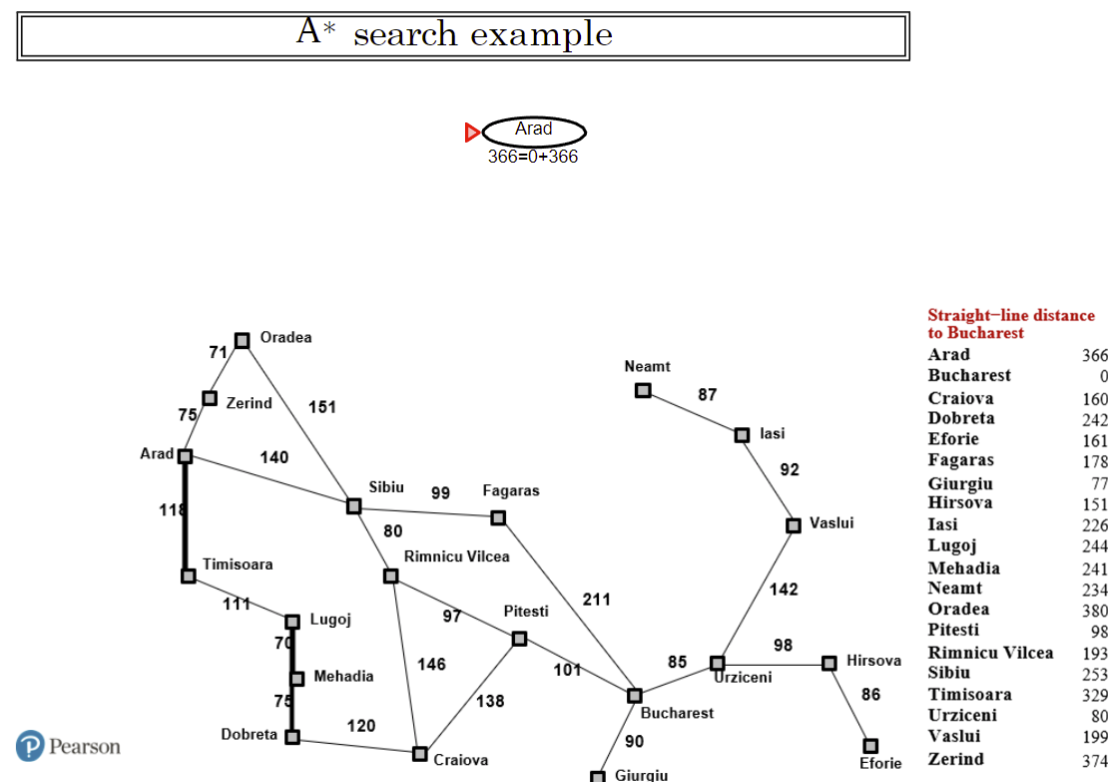 A* search example
Arad
366=0+366
Straight−line distance
to Bucharest
Arad 366
Bucharest 0
Craiova 160
Dobreta 242
Eforie 161
Fagaras 178
Giurgiu 77
Hirsova 151
Iasi 226
Lugoj 244
Mehadia 241
Neamt 234
Oradea 380
Pitesti 98
Rimnicu Vilcea 193
Sibiu 253
Timisoara 329
Urziceni 80
Vaslui 199
Zerind 374
Oradea
71
Neamt
87
Zerind
151
75
Iasi
Arad
140
92
Sibiu
99
Fagaras
118
80
Vaslui
Rimnicu Vilcea
Timisoara
142
111
211
Lugoj
97
Pitesti
70
98
146
85
Hirsova
101
Mehadia
Urziceni
86
75
138
Bucharest
120
Dobreta
90
Craiova
Eforie
Giurgiu
Pearson